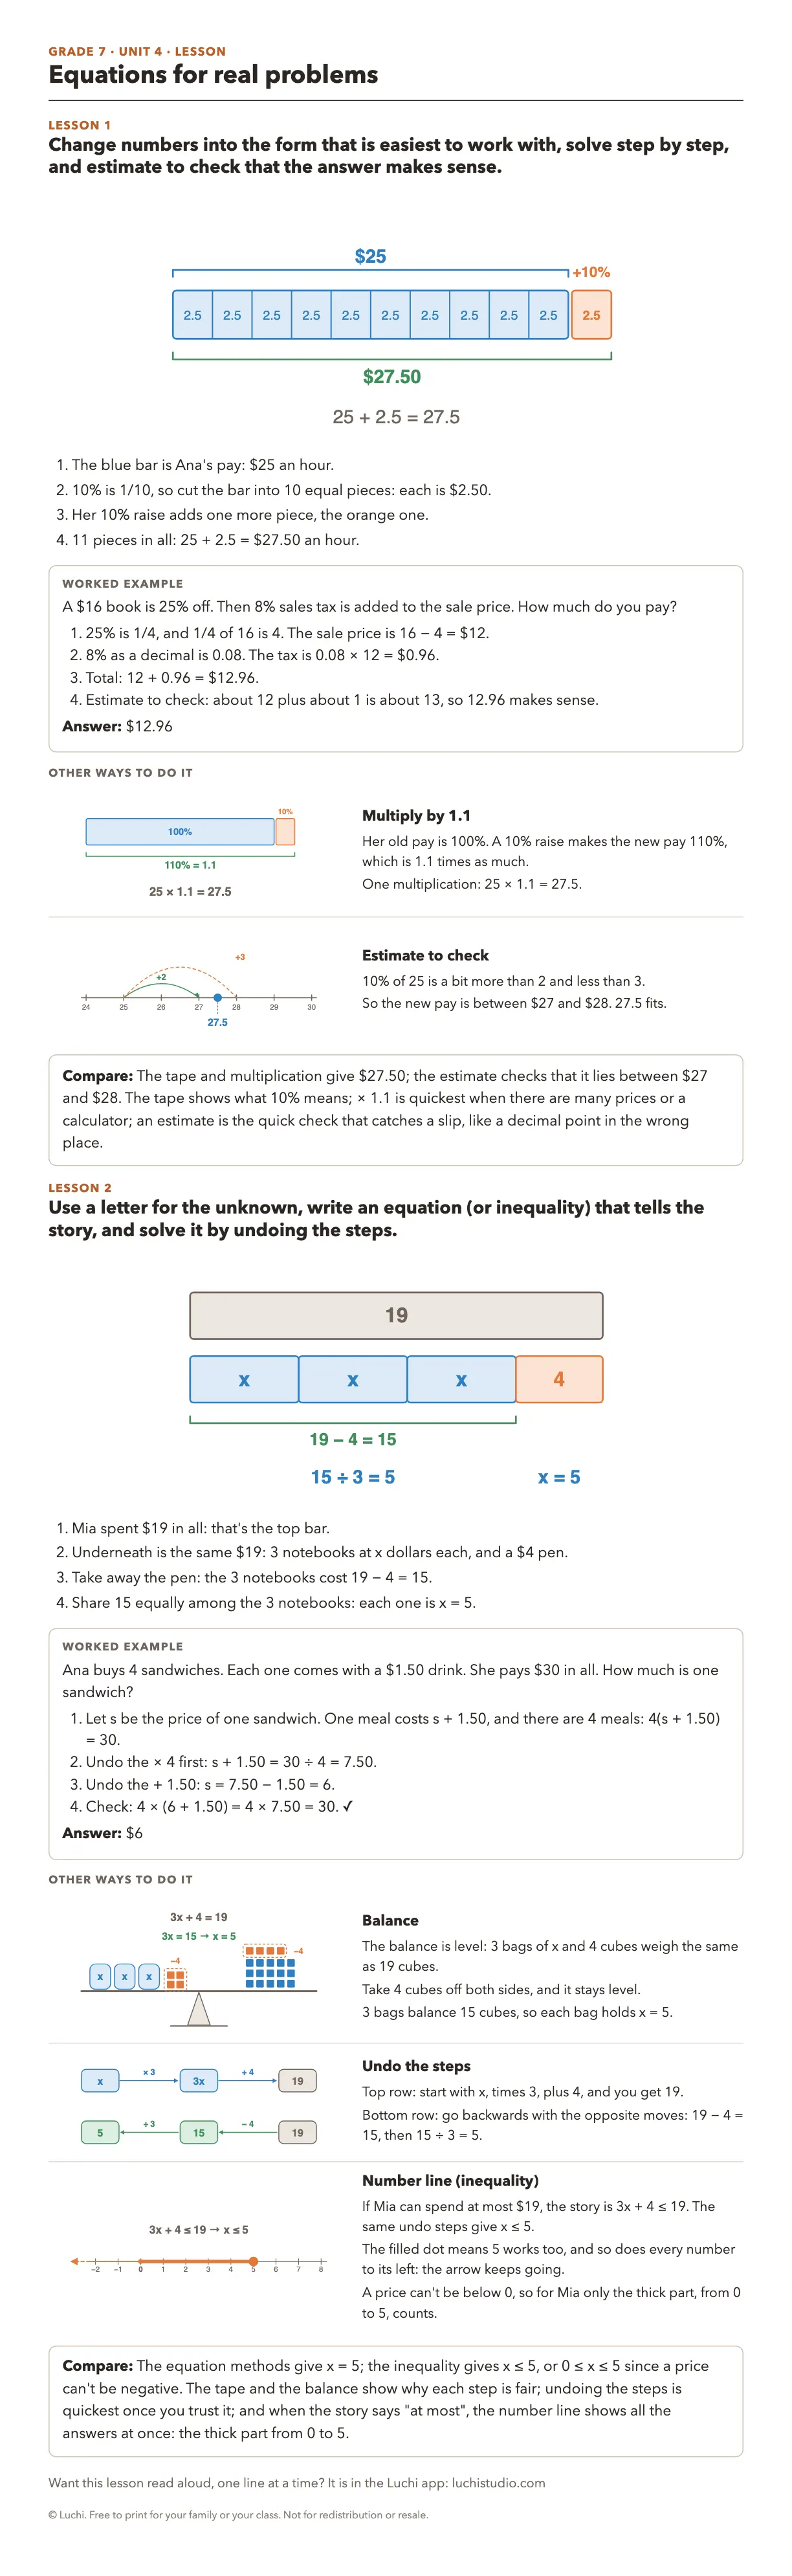 GRADE 7 · UNIT 4 · LESSON
Equations for real problems
LESSON 1
Change numbers into the form that is easiest to work with, solve step by step,
and estimate to check that the answer makes sense.
$25
+10%
2.5 2.5 2.5 2.5 2.5 2.5 2.5 2.5 2.5 2.5 2.5
$27.50
25 + 2.5 = 27.5
1. The blue bar is Ana's pay: $25 an hour.
2. 10% is 1/10, so cut the bar into 10 equal pieces: each is $2.50.
3. Her 10% raise adds one more piece, the orange one.
4. 11 pieces in all: 25 + 2.5 = $27.50 an hour.
WORKED EXAMPLE
A $16 book is 25% off. Then 8% sales tax is added to the sale price. How much do you pay?
1. 25% is 1/4, and 1/4 of 16 is 4. The sale price is 16 − 4 = $12.
2. 8% as a decimal is 0.08. The tax is 0.08 × 12 = $0.96.
3. Total: 12 + 0.96 = $12.96.
4. Estimate to check: about 12 plus about 1 is about 13, so 12.96 makes sense.
Answer: $12.96
OTHER WAYS TO DO IT
10%
100%
110% = 1.1
25 × 1.1 = 27.5
Multiply by 1.1
Her old pay is 100%. A 10% raise makes the new pay 110%,
which is 1.1 times as much.
One multiplication: 25 × 1.1 = 27.5.
+3
+2
24 25 26 27 28 29 30
27.5
Estimate to check
10% of 25 is a bit more than 2 and less than 3.
So the new pay is between $27 and $28. 27.5 fits.
Compare: The tape and multiplication give $27.50; the estimate checks that it lies between $27
and $28. The tape shows what 10% means; × 1.1 is quickest when there are many prices or a
calculator; an estimate is the quick check that catches a slip, like a decimal point in the wrong
place.
LESSON 2
Use a letter for the unknown, write an equation (or inequality) that tells the
story, and solve it by undoing the steps.
19
x x x 4
19 − 4 = 15
15 ÷ 3 = 5 x = 5
1. Mia spent $19 in all: that's the top bar.
2. Underneath is the same $19: 3 notebooks at x dollars each, and a $4 pen.
3. Take away the pen: the 3 notebooks cost 19 − 4 = 15.
4. Share 15 equally among the 3 notebooks: each one is x = 5.
WORKED EXAMPLE
Ana buys 4 sandwiches. Each one comes with a $1.50 drink. She pays $30 in all. How much is one
sandwich?
1. Let s be the price of one sandwich. One meal costs s + 1.50, and there are 4 meals: 4(s + 1.50)
= 30.
2. Undo the × 4 first: s + 1.50 = 30 ÷ 4 = 7.50.
3. Undo the + 1.50: s = 7.50 − 1.50 = 6.
4. Check: 4 × (6 + 1.50) = 4 × 7.50 = 30. ✓
Answer: $6
OTHER WAYS TO DO IT
3x + 4 = 19
3x = 15 → x = 5
−4
−4
x x x
Balance
The balance is level: 3 bags of x and 4 cubes weigh the same
as 19 cubes.
Take 4 cubes off both sides, and it stays level.
3 bags balance 15 cubes, so each bag holds x = 5.
× 3 + 4
x 3x 19
÷ 3 − 4
5 15 19
Undo the steps
Top row: start with x, times 3, plus 4, and you get 19.
Bottom row: go backwards with the opposite moves: 19 − 4 =
15, then 15 ÷ 3 = 5.
3x + 4 ≤ 19 → x ≤ 5
−2 −1 0 1 2 3 4 5 6 7 8
Number line (inequality)
If Mia can spend at most $19, the story is 3x + 4 ≤ 19. The
same undo steps give x ≤ 5.
The filled dot means 5 works too, and so does every number
to its left: the arrow keeps going.
A price can't be below 0, so for Mia only the thick part, from 0
to 5, counts.
Compare: The equation methods give x = 5; the inequality gives x ≤ 5, or 0 ≤ x ≤ 5 since a price
can't be negative. The tape and the balance show why each step is fair; undoing the steps is
quickest once you trust it; and when the story says "at most", the number line shows all the
answers at once: the thick part from 0 to 5.
Want this lesson read aloud, one line at a time? It is in the Luchi app: luchistudio.com
© Luchi. Free to print for your family or your class. Not for redistribution or resale.